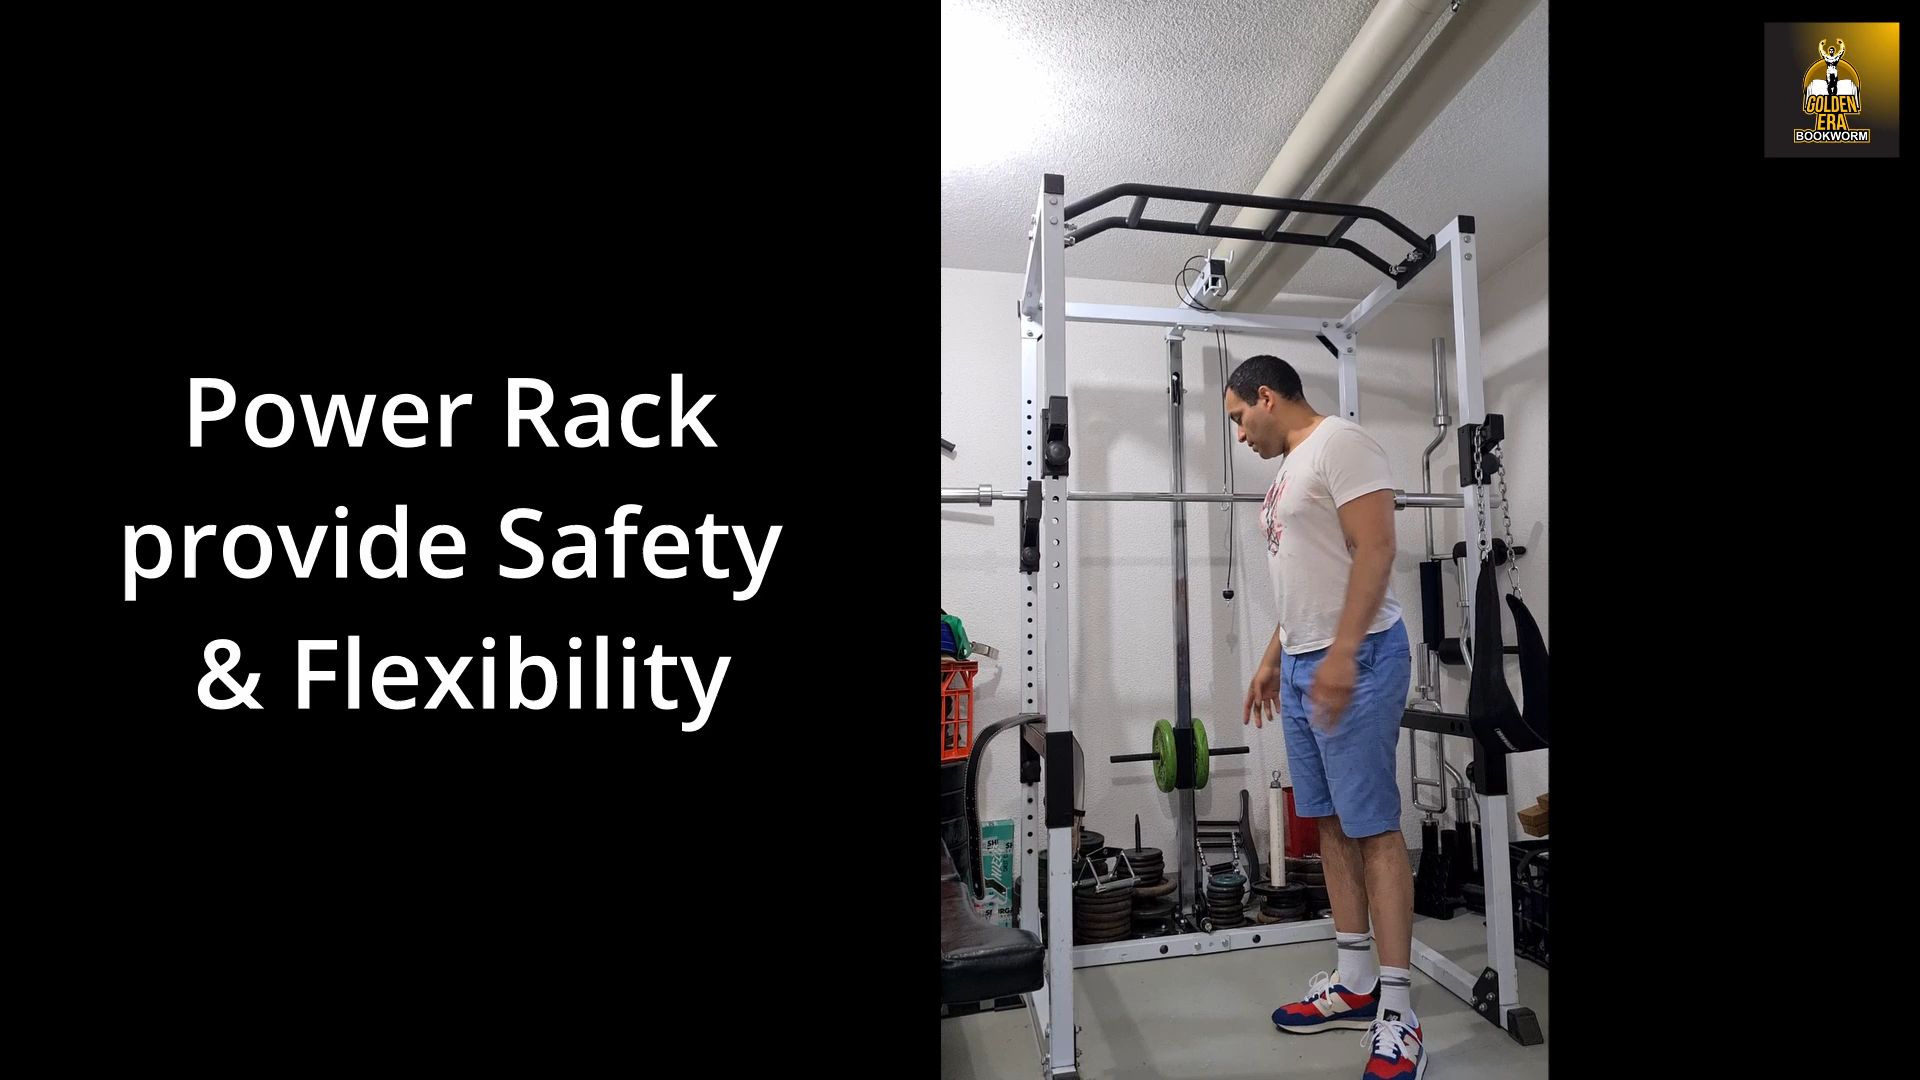 Power Rack
provide Safety
& Flexibility
GOLDEN
ERA
BOOKWORM